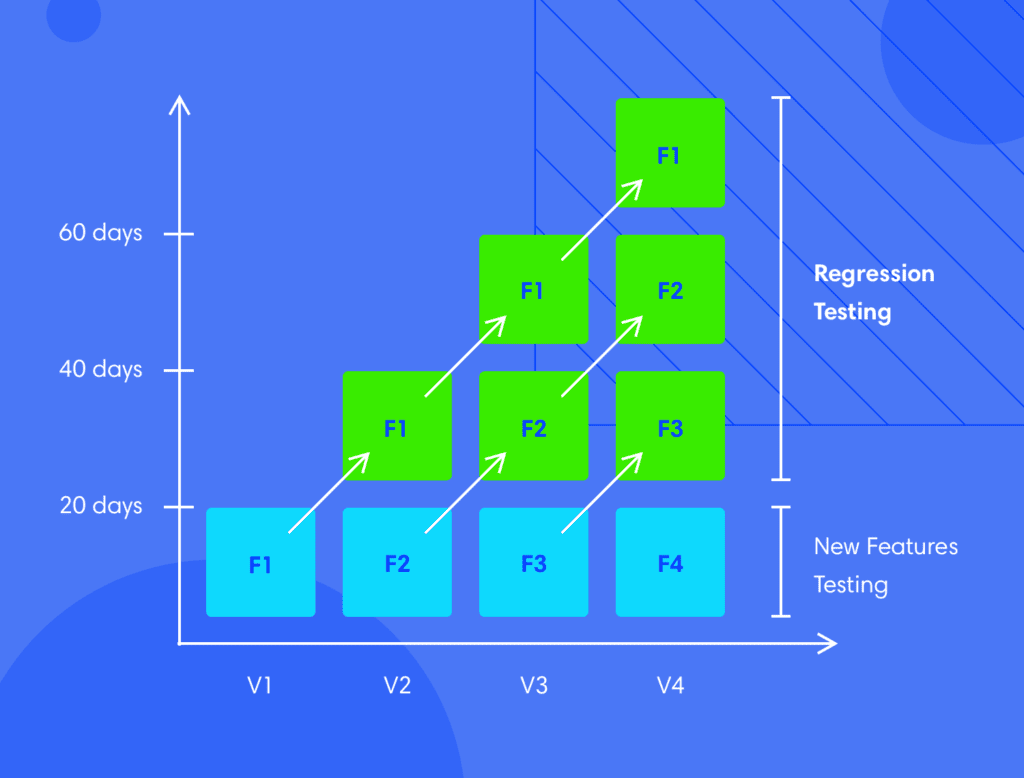 F1
60 days
F1 F2
Regression
Testing
40 days
F1 F2 F3
20 days
F1 F2 F3 F4
New Features
Testing
V1 V2 V3 V4